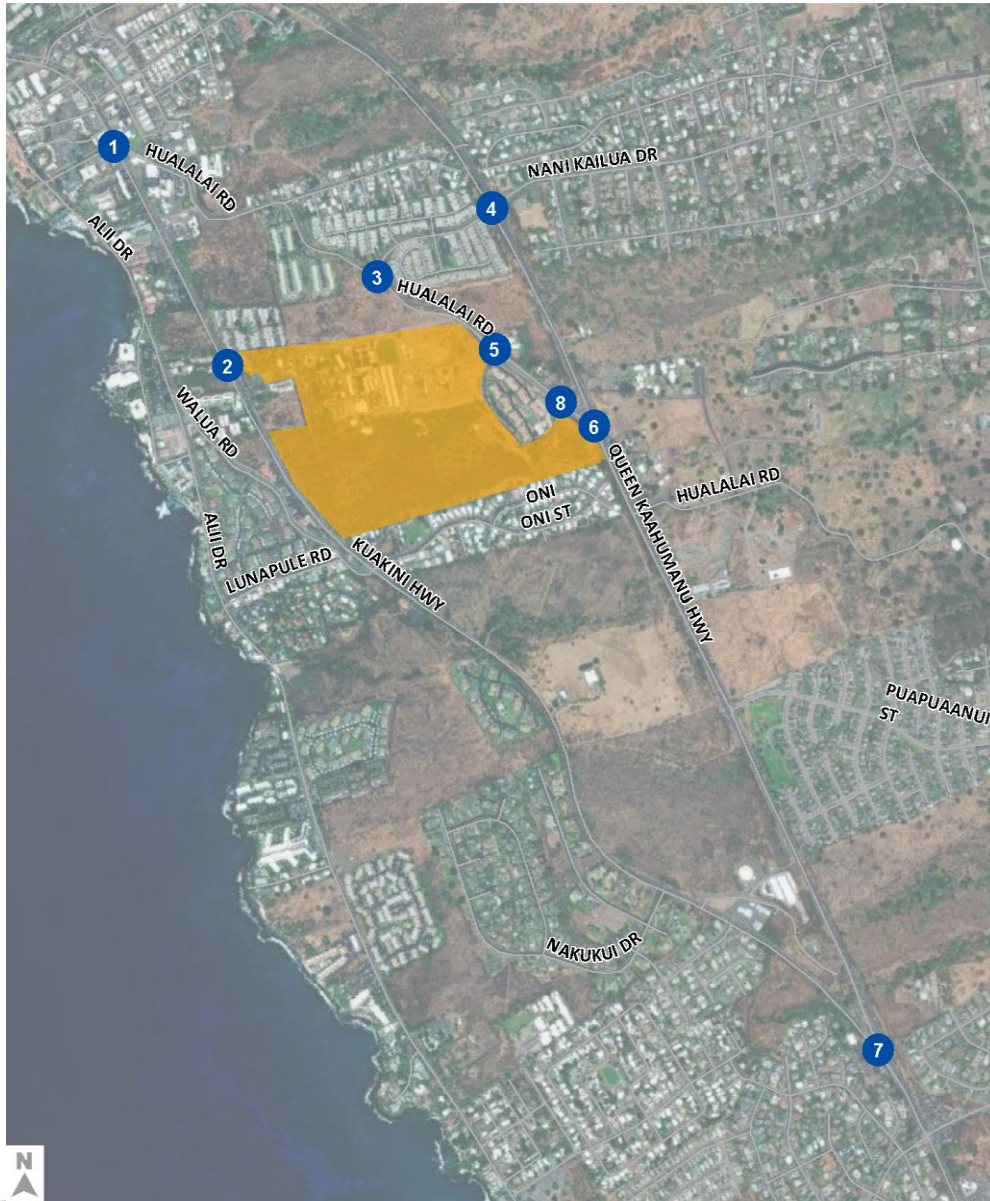 NANI KAILUA DR
1
HUALALAI RD
4
ALII DR
3
HUALALAI RD
5
2
WALUA RD
8
6
QUEEN KAAHUMANU HWY
HUALALAI RD
ONI
ONI ST
ALII DR
KUAKINI HWY
LUNAPULE RD
PUAPUAANUI
ST
NAKUKUI DR
7
N